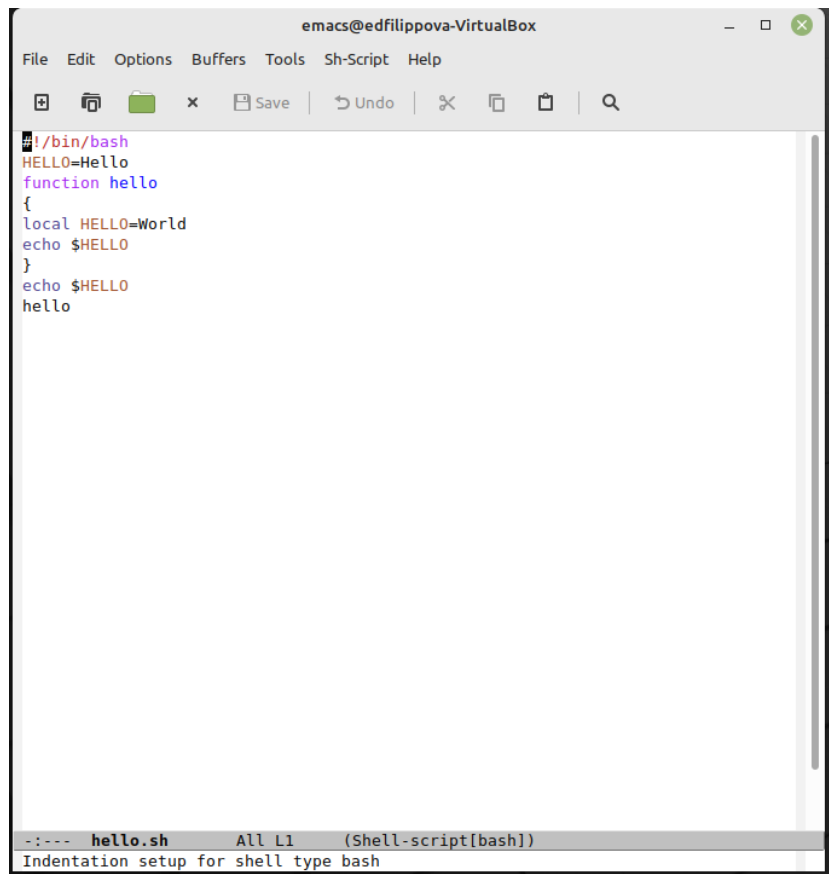 emacs@edfilippova-VirtualBox
File Edit Options Buffers Tools Sh-Script Help
Save Undo
#!/bin/bash
HELLO=Hello
function hello
{
local HELLO=World
echo $HELLO
}
echo $HELLO
hello
-:--- hello.sh All L1 (Shell-script[bash])
Indentation setup for shell type bash